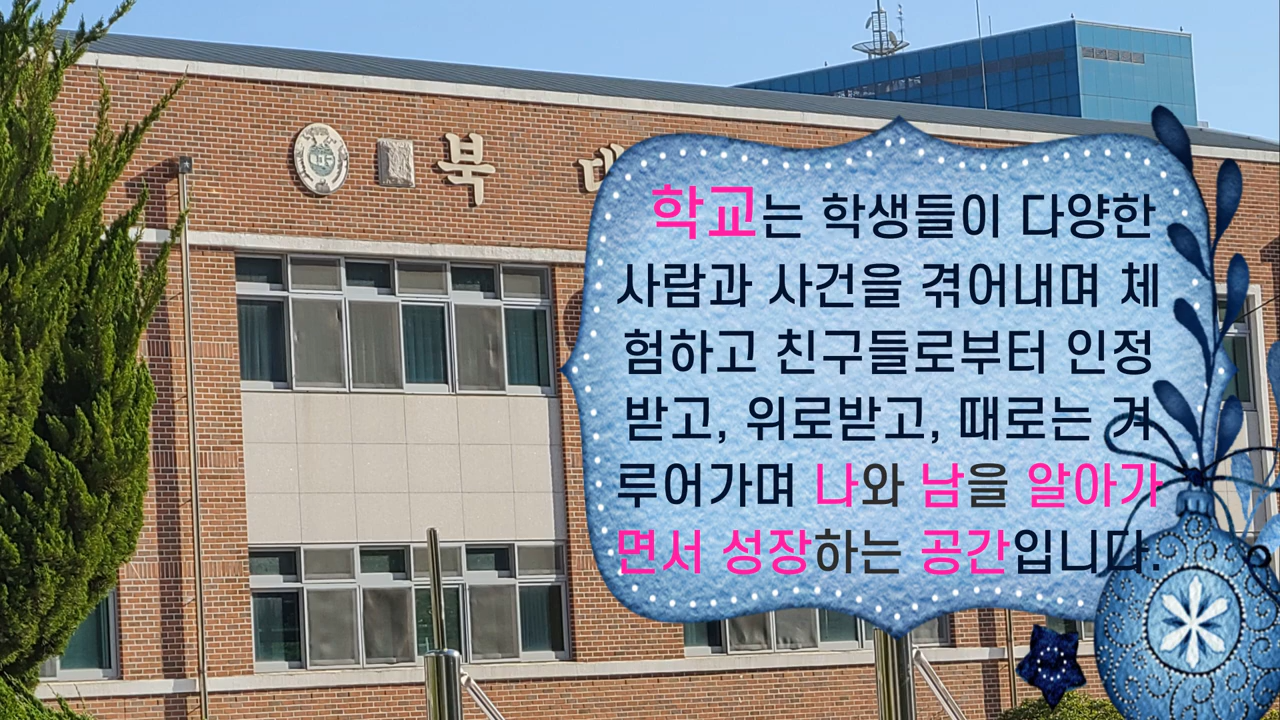 북
학교는 학생들이 다양한
사람과 사건을 겪어내며 체
험하고 친구들로부터 인정
받고, 위로받고, 때로는 겨
루어가며 나와 남을 알아가
면서 성장하는 공간입니다.